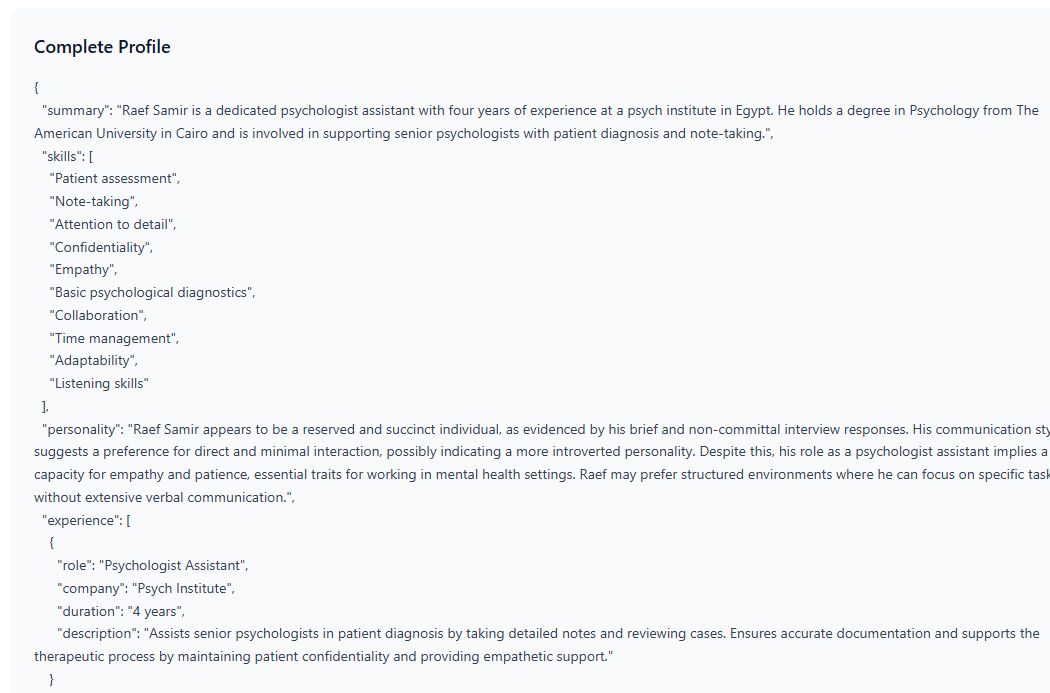 Complete Profile
{
"summary": "Raef Samir is a dedicated psychologist assistant with four years of experience at a psych institute in Egypt. He holds a degree in Psychology from The
American University in Cairo and is involved in supporting senior psychologists with patient diagnosis and note-taking.",
"skills": [
"Patient assessment",
"Note-taking",
"Attention to detail",
"Confidentiality",
"Empathy",
"Basic psychological diagnostics",
"Collaboration",
"Time management",
"Adaptability",
"Listening skills"
],
"personality": "Raef Samir appears to be a reserved and succinct individual, as evidenced by his brief and non-committal interview responses. His communication
suggests a preference for direct and minimal interaction, possibly indicating a more introverted personality. Despite this, his role as a psychologist assistant implies a
capacity for empathy and patience, essential traits for working in mental health settings. Raef may prefer structured environments where he can focus on specific
without extensive verbal communication.",
"experience": [
{
"role": "Psychologist Assistant",
"company": "Psych Institute",
"duration": "4 years",
"description": "Assists senior psychologists in patient diagnosis by taking detailed notes and reviewing cases. Ensures accurate documentation and supports the
therapeutic process by maintaining patient confidentiality and providing empathetic support."
}